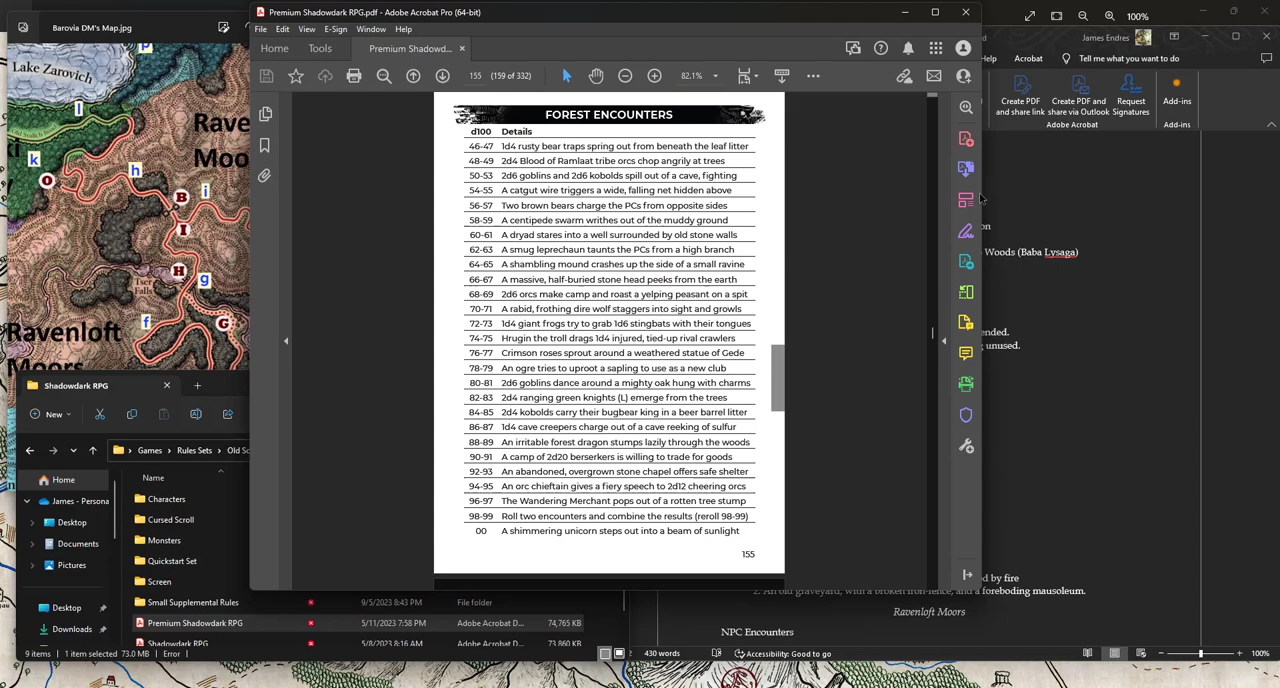 Barovia DM's Map.jpg
Lake Zarovich
Raven
Moors
l
k
h
i
g
f
p
O
B
I
H
G
Tser
Falls
Ravenloft
Moors
Premium Shadowdark RPG.pdf - Adobe Acrobat Pro (64-bit)
File Edit View E-Sign Window Help
Home Tools Premium Shadowd...
155 (159 of 332) 82.1%
FOREST ENCOUNTERS
d100 Details
46-47 1d4 rusty bear traps spring out from beneath the leaf litter
48-49 2d4 Blood of Ramlaat tribe orcs chop angrily at trees
50-53 2d6 goblins and 2d6 kobolds spill out of a cave, fighting
54-55 A catgut wire triggers a wide, falling net hidden above
56-57 Two brown bears charge the PCs from opposite sides
58-59 A centipede swarm writhes out of the muddy ground
60-61 A dryad stares into a well surrounded by old stone walls
62-63 A smug leprechaun taunts the PCs from a high branch
64-65 A shambling mound crashes up the side of a small ravine
66-67 A massive, half-buried stone head peeks from the earth
68-69 2d6 orcs make camp and roast a yelping peasant on a spit
70-71 A rabid, frothing dire wolf staggers into sight and growls
72-73 1d4 giant frogs try to grab 1d6 stingbats with their tongues
74-75 Hrugin the troll drags 1d4 injured, tied-up rival crawlers
76-77 Crimson roses sprout around a weathered statue of Gede
78-79 An ogre tries to uproot a sapling to use as a new club
80-81 2d6 goblins dance around a mighty oak hung with charms
82-83 2d4 ranging green knights (L) emerge from the trees
84-85 2d4 kobolds carry their bugbear king in a beer barrel litter
86-87 1d4 cave creepers charge out of a cave reeking of sulfur
88-89 An irritable forest dragon stumps lazily through the woods
90-91 A camp of 2d20 berserkers is willing to trade for goods
92-93 An abandoned, overgrown stone chapel offers safe shelter
94-95 An orc chieftain gives a fiery speech to 2d12 cheering orcs
96-97 The Wandering Merchant pops out of a rotten tree stump
98-99 Roll two encounters and combine the results (reroll 98-99)
00 A shimmering unicorn steps out into a beam of sunlight
155
100%
James Endres
Help Acrobat Tell me what you want to do
Create PDF and share link
Create PDF and share via Outlook
Request Signatures
Add-ins
Adobe Acrobat
Add-ins
on
Woods (Baba Lysaga)
ended.
g unused.
ed by fire
2. An old graveyard, with a broken iron-fence, and a foreboding mausoleum.
Ravenloft Moors
NPC Encounters
430 words Accessibility: Good to go 100%
Shadowdark RPG
New
Games Rules Sets Old Sc
Home
James - Persona
Desktop
Documents
Pictures
Desktop
Downloads
Name
Characters
Cursed Scroll
Monsters
Quickstart Set
Screen
Small Supplemental Rules 9/5/2023 8:43 PM File folder
Premium Shadowdark RPG 5/11/2023 7:58 PM Adobe Acrobat D... 74,765 KB
Shadowdark RPG 5/8/2023 8:16 AM Adobe Acrobat D... 73,860 KB
9 items 1 item selected 73.0 MB Error